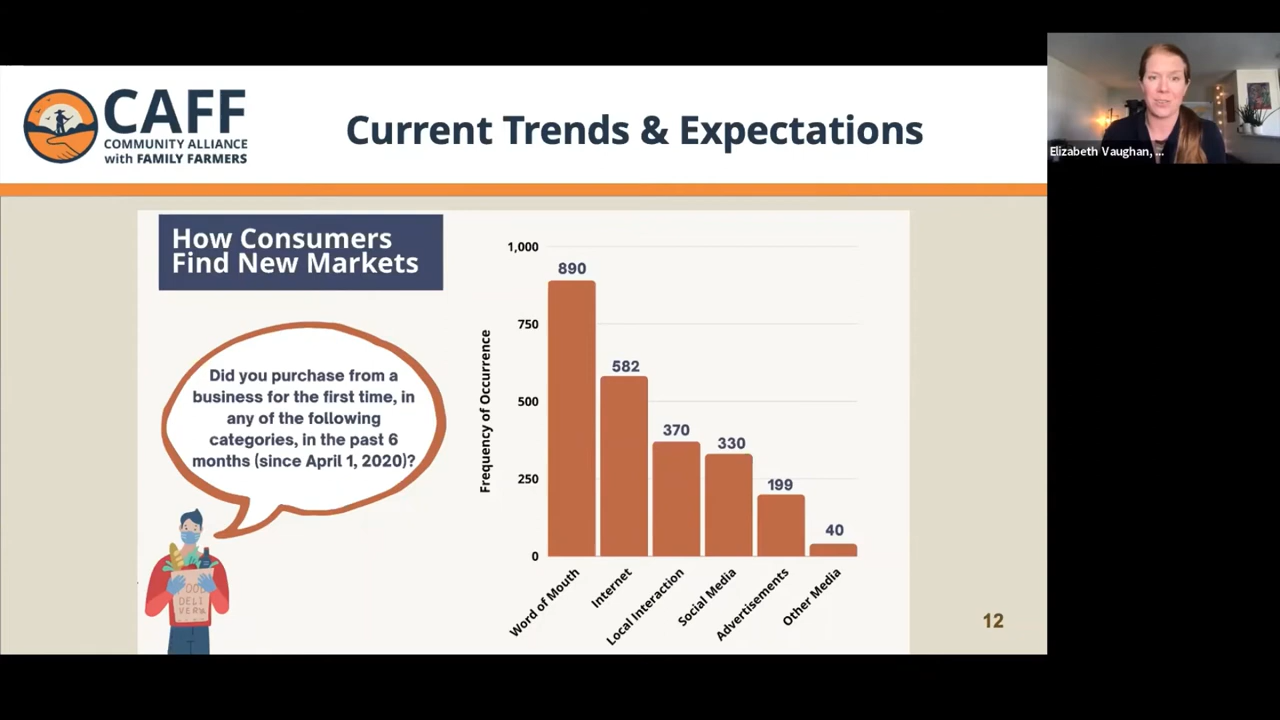 CAFF
COMMUNITY ALLIANCE
with FAMILY FARMERS
Current Trends & Expectations
Elizabeth Vaughan, ...
How Consumers
Find New Markets
Did you purchase from a
business for the first time, in
any of the following
categories, in the past 6
months (since April 1, 2020)?
FOOD
DELI
VERY
Frequency of Occurrence
1,000
750
500
250
0
890
582
370
330
199
40
Word of Mouth
Internet
Local Interaction
Social Media
Advertisements
Other Media
12